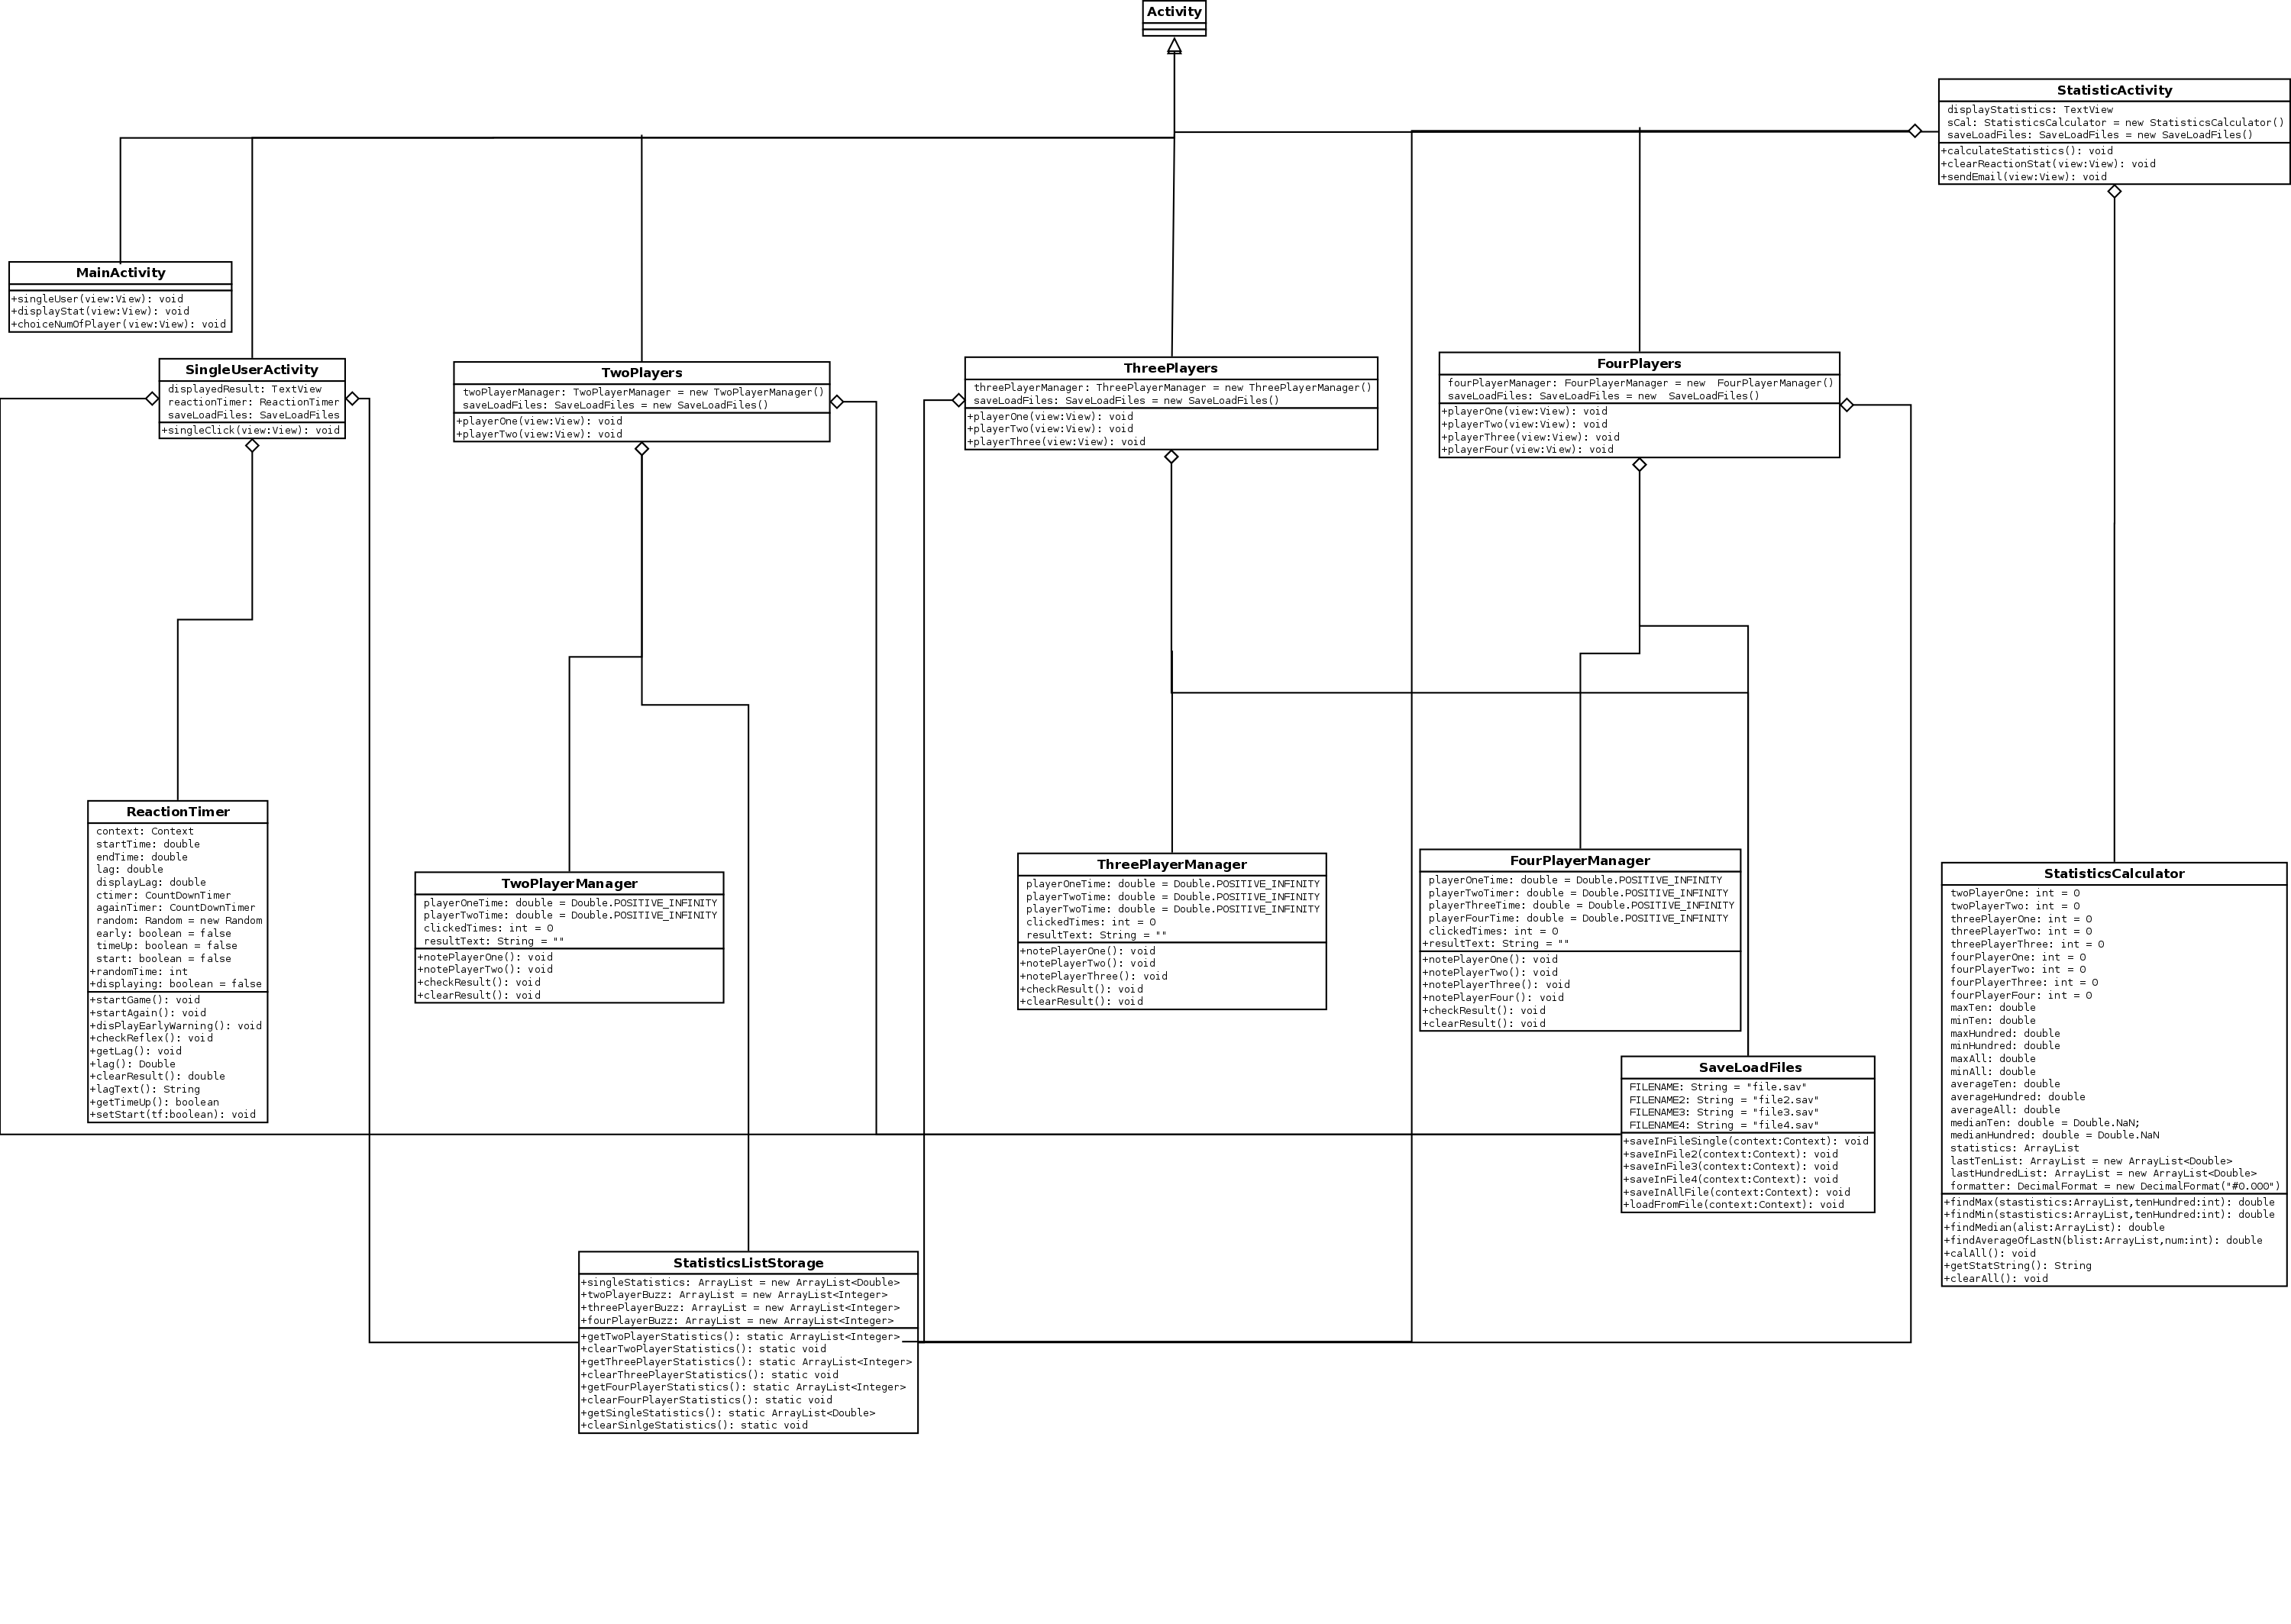 Activity
StatisticActivity
displayStatistics: TextView
sCal: StatisticsCalculator = new StatisticsCalculator()
saveLoadFiles: SaveLoadFiles = new SaveLoadFiles()
+calculateStatistics(): void
+clearReactionStat(view:View): void
+sendEmail(view:View): void
MainActivity
+singleUser(view:View): void
+displayStat(view:View): void
+choiceNumOfPlayer(view:View): void
SingleUserActivity
displayedResult: TextView
reactionTimer: ReactionTimer
saveLoadFiles: SaveLoadFiles
+singleClick(view:View): void
TwoPlayers
twoPlayerManager: TwoPlayerManager = new TwoPlayerManager()
saveLoadFiles: SaveLoadFiles = new SaveLoadFiles()
+playerOne(view:View): void
+playerTwo(view:View): void
ThreePlayers
threePlayerManager: ThreePlayerManager = new ThreePlayerManager()
saveLoadFiles: SaveLoadFiles = new SaveLoadFiles()
+playerOne(view:View): void
+playerTwo(view:View): void
+playerThree(view:View): void
FourPlayers
fourPlayerManager: FourPlayerManager = new  FourPlayerManager()
saveLoadFiles: SaveLoadFiles = new  SaveLoadFiles()
+playerOne(view:View): void
+playerTwo(view:View): void
+playerThree(view:View): void
+playerFour(view:View): void
ReactionTimer
context: Context
startTime: double
endTime: double
lag: double
displayLag: double
ctimer: CountDownTimer
againTimer: CountDownTimer
random: Random = new Random
early: boolean = false
timeUp: boolean = false
start: boolean = false
+randomTime: int
+displaying: boolean = false
+startGame(): void
+startAgain(): void
+disPlayEarlyWarning(): void
+checkReflex(): void
+getLag(): void
+lag(): Double
+clearResult(): double
+lagText(): String
+getTimeUp(): boolean
+setStart(tf:boolean): void
TwoPlayerManager
playerOneTime: double = Double.POSITIVE_INFINITY
playerTwoTime: double = Double.POSITIVE_INFINITY
clickedTimes: int = 0
resultText: String = ""
+notePlayerOne(): void
+notePlayerTwo(): void
+checkResult(): void
+clearResult(): void
ThreePlayerManager
playerOneTime: double = Double.POSITIVE_INFINITY
playerTwoTime: double = Double.POSITIVE_INFINITY
playerTwoTime: double = Double.POSITIVE_INFINITY
clickedTimes: int = 0
resultText: String = ""
+notePlayerOne(): void
+notePlayerTwo(): void
+notePlayerThree(): void
+checkResult(): void
+clearResult(): void
FourPlayerManager
playerOneTime: double = Double.POSITIVE_INFINITY
playerTwoTimer: double = Double.POSITIVE_INFINITY
playerThreeTime: double = Double.POSITIVE_INFINITY
playerFourTime: double = Double.POSITIVE_INFINITY
clickedTimes: int = 0
+resultText: String = ""
+notePlayerOne(): void
+notePlayerTwo(): void
+notePlayerThree(): void
+notePlayerFour(): void
+checkResult(): void
+clearResult(): void
StatisticsCalculator
twoPlayerOne: int = 0
twoPlayerTwo: int = 0
threePlayerOne: int = 0
threePlayerTwo: int = 0
threePlayerThree: int = 0
fourPlayerOne: int = 0
fourPlayerTwo: int = 0
fourPlayerThree: int = 0
fourPlayerFour: int = 0
maxTen: double
minTen: double
maxHundred: double
minHundred: double
maxAll: double
minAll: double
averageTen: double
averageHundred: double
averageAll: double
medianTen: double = Double.NaN;
medianHundred: double = Double.NaN
statistics: ArrayList
lastTenList: ArrayList = new ArrayList<Double>
lastHundredList: ArrayList = new ArrayList<Double>
formatter: DecimalFormat = new DecimalFormat("#0.000")
+findMax(stastistics:ArrayList,tenHundred:int): double
+findMin(stastistics:ArrayList,tenHundred:int): double
+findMedian(alist:ArrayList): double
+findAverageOfLastN(blist:ArrayList,num:int): double
+calAll(): void
+getStatString(): String
+clearAll(): void
SaveLoadFiles
FILENAME: String = "file.sav"
FILENAME2: String = "file2.sav"
FILENAME3: String = "file3.sav"
FILENAME4: String = "file4.sav"
+saveInFileSingle(context:Context): void
+saveInFile2(context:Context): void
+saveInFile3(context:Context): void
+saveInFile4(context:Context): void
+saveInAllFile(context:Context): void
+loadFromFile(context:Context): void
StatisticsListStorage
+singleStatistics: ArrayList = new ArrayList<Double>
+twoPlayerBuzz: ArrayList = new ArrayList<Integer>
+threePlayerBuzz: ArrayList = new ArrayList<Integer>
+fourPlayerBuzz: ArrayList = new ArrayList<Integer>
+getTwoPlayerStatistics(): static ArrayList<Integer>
+clearTwoPlayerStatistics(): static void
+getThreePlayerStatistics(): static ArrayList<Integer>
+clearThreePlayerStatistics(): static void
+getFourPlayerStatistics(): static ArrayList<Integer>
+clearFourPlayerStatistics(): static void
+getSingleStatistics(): static ArrayList<Double>
+clearSinlgeStatistics(): static void